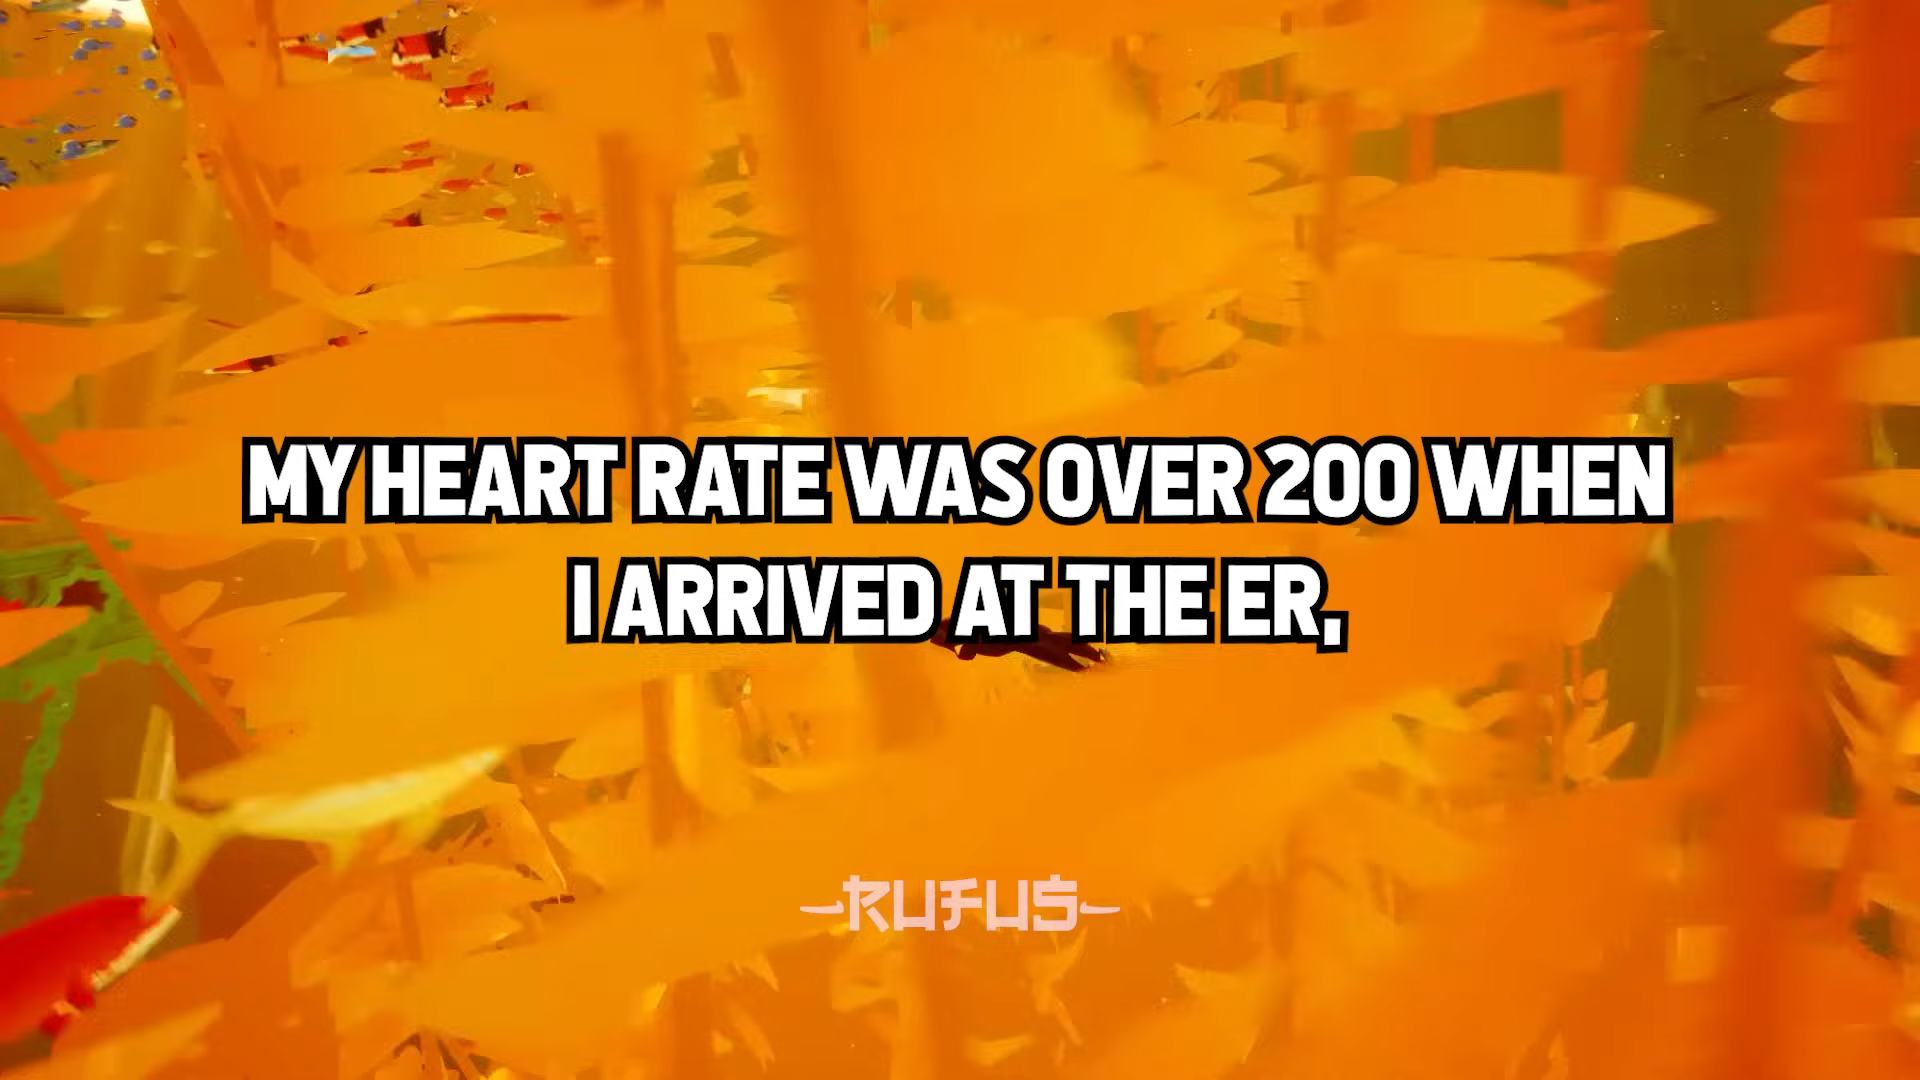 MY HEART RATE WAS OVER 200 WHEN
I ARRIVED AT THE ER,
-RUFUS-